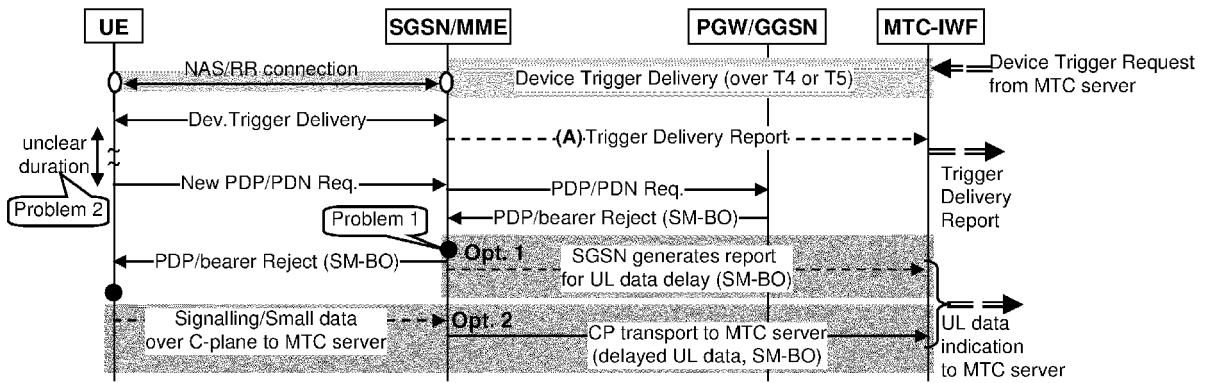 UE
SGSN/MME
PGW/GGSN
MTC-IWF
NAS/RR connection
Device Trigger Delivery (over T4 or T5)
Device Trigger Request
from MTC server
Dev.Trigger Delivery
(A) Trigger Delivery Report
unclear
duration
Trigger
Delivery
Report
New PDP/PDN Req.
PDP/PDN Req.
Problem 2
Problem 1
PDP/bearer Reject (SM-BO)
Opt. 1
PDP/bearer Reject (SM-BO)
SGSN generates report
for UL data delay (SM-BO)
Signalling/Small data
over C-plane to MTC server
Opt. 2
CP transport to MTC server
(delayed UL data, SM-BO)
UL data
indication
to MTC server